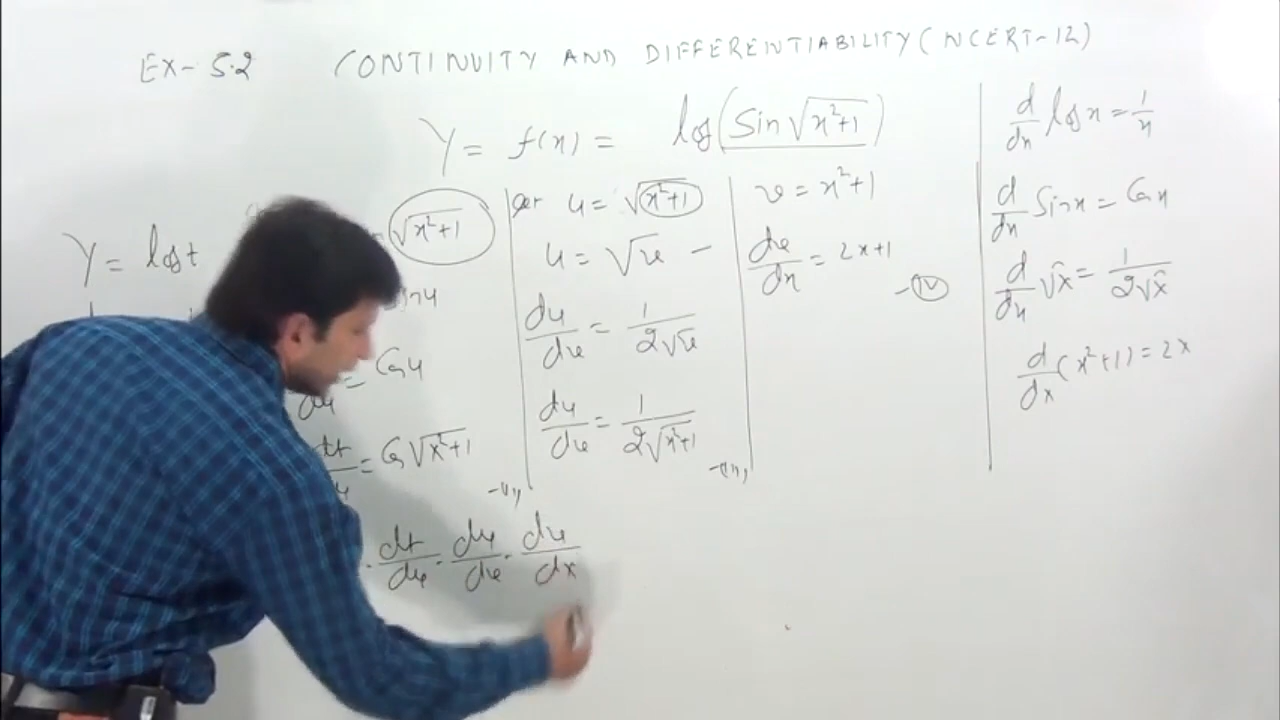 EX- 5.2 CONTINUITY AND DIFFERENTIABILITY (NCERT-12)
Y = f(x) = log(Sin√(x²+1))
Y = log t
√(x²+1)
= Cos u
= Cos √(x²+1)
u = √(x²+1)
u = √v -
du/dv = 1/2√v
du/dv = 1/2√(x²+1)
v = x²+1
dv/dx = 2x+1
-(iv)
d/dx log x = 1/x
d/dx Sin x = Cos x
d/dx √x = 1/2√x
d/dx (x²+1) = 2x
. dt/du . du/dv . dv/dx